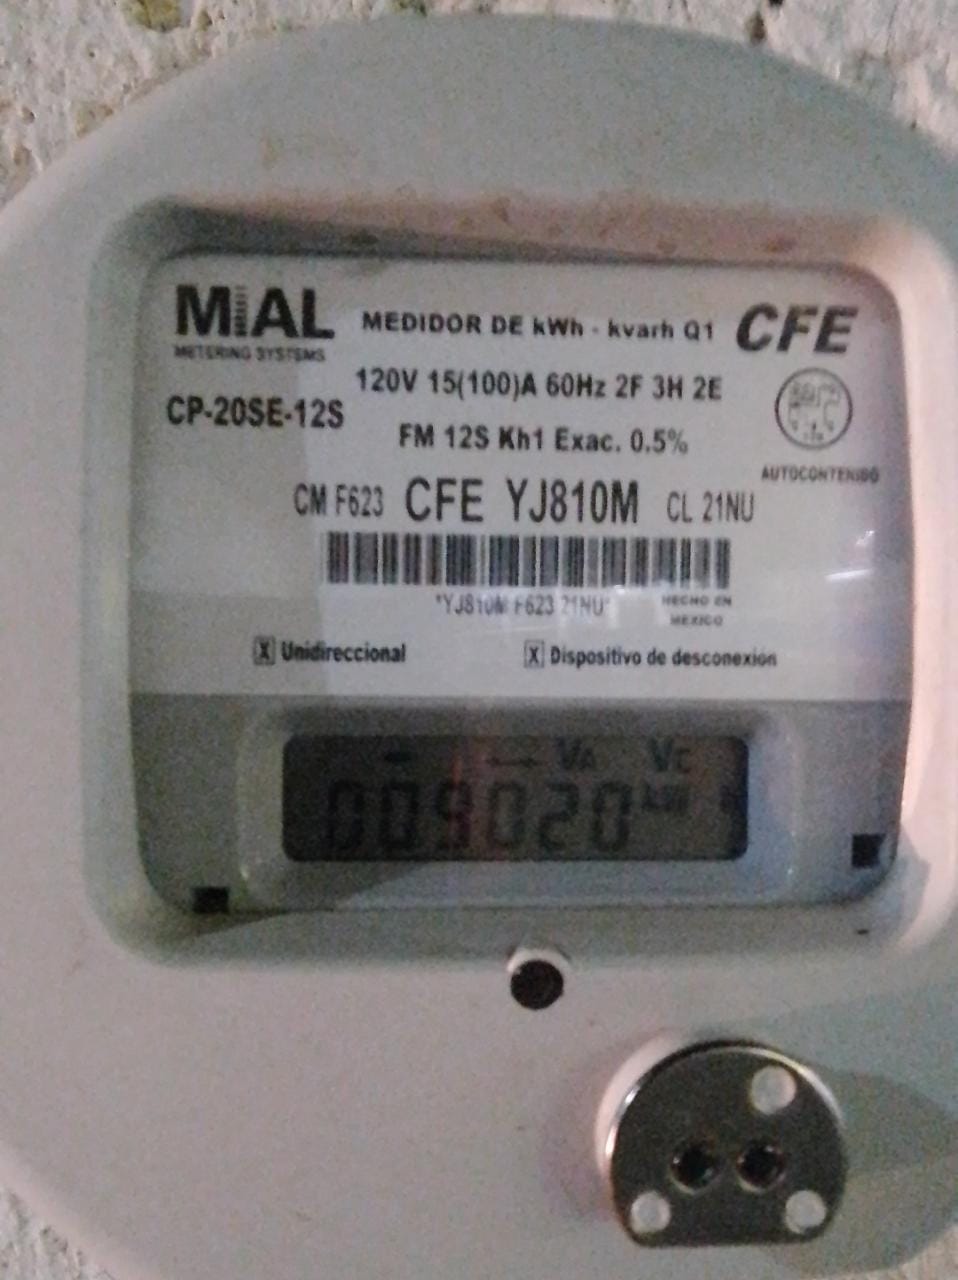 MIAL
METERING SYSTEMS
MEDIDOR DE kWh - kvarh Q1
CFE
120V 15(100)A 60Hz 2F 3H 2E
CP-20SE-12S
FM 12S Kh1 Exac. 0.5%
AUTOCONTENIDO
CM F623 CFE YJ810M CL 21NU
*YJ810M F623 21NU*
HECHO EN
MEXICO
X Unidireccional
X Dispositivo de desconexión
VA VC
009020